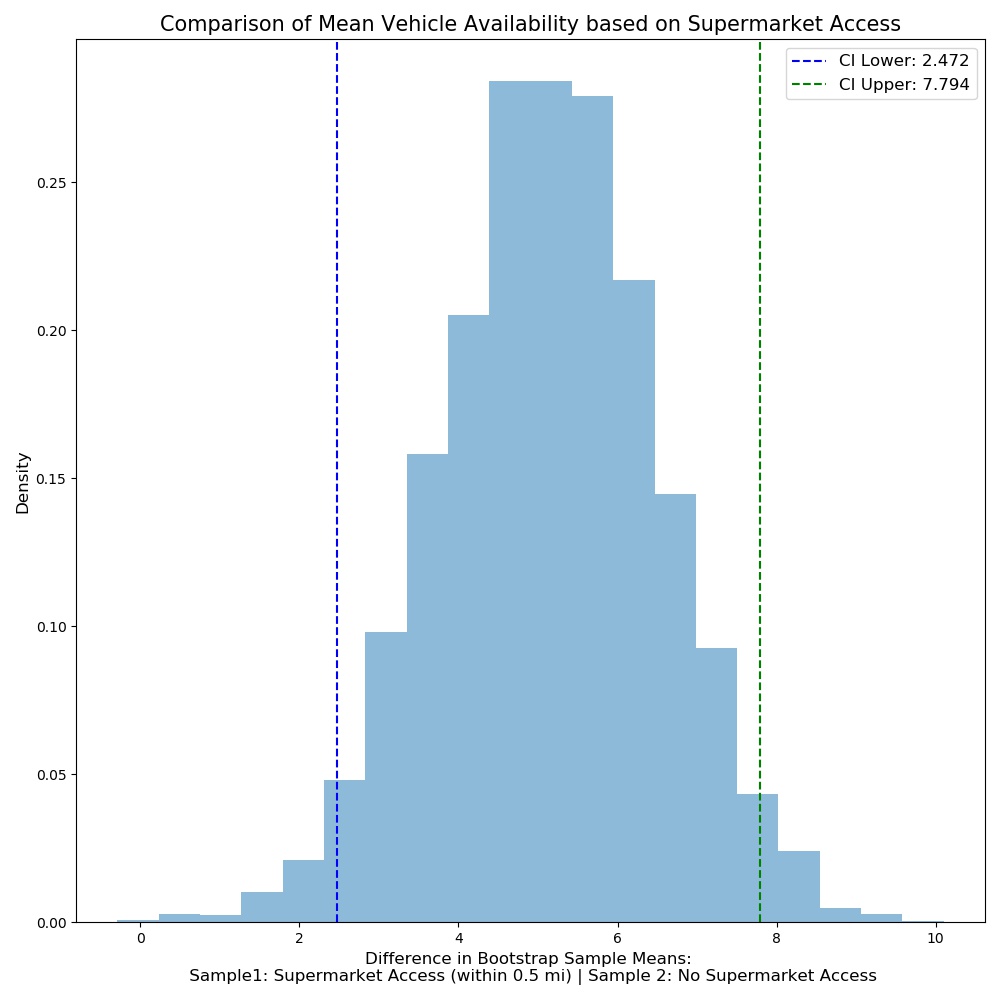 Comparison of Mean Vehicle Availability based on Supermarket Access
CI Lower: 2.472
CI Upper: 7.794
Density
0.25
0.20
0.15
0.10
0.05
0.00
0 2 4 6 8 10
Difference in Bootstrap Sample Means:
Sample1: Supermarket Access (within 0.5 mi) | Sample 2: No Supermarket Access